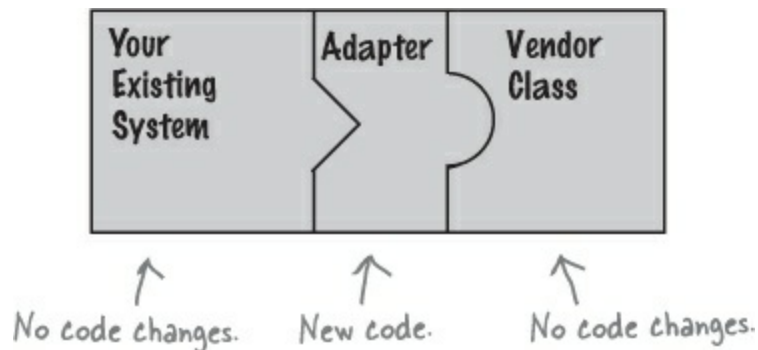 Your
Existing
System
Adapter
Vendor
Class
No code changes.
New code.
No code changes.